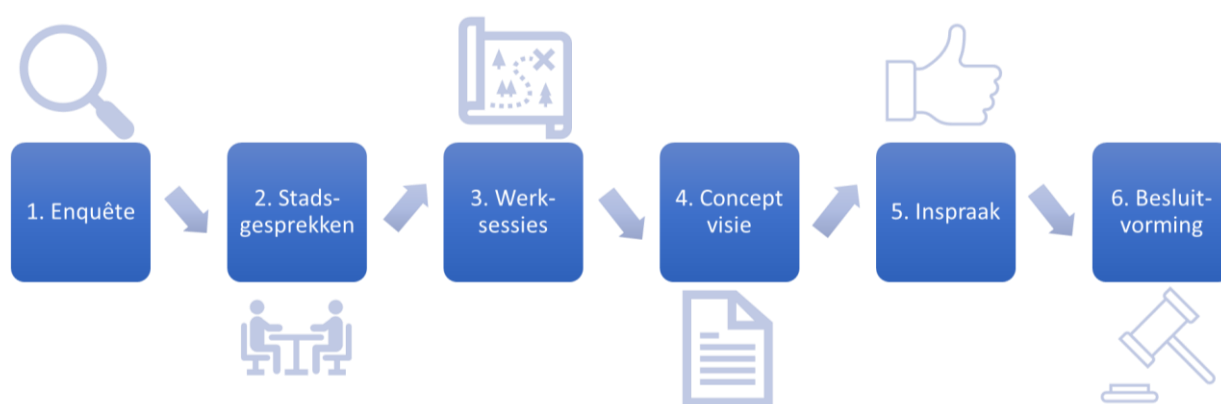 1. Enquête
2. Stads-
gesprekken
3. Werk-
sessies
4. Concept
visie
5. Inspraak
6. Besluit-
vorming